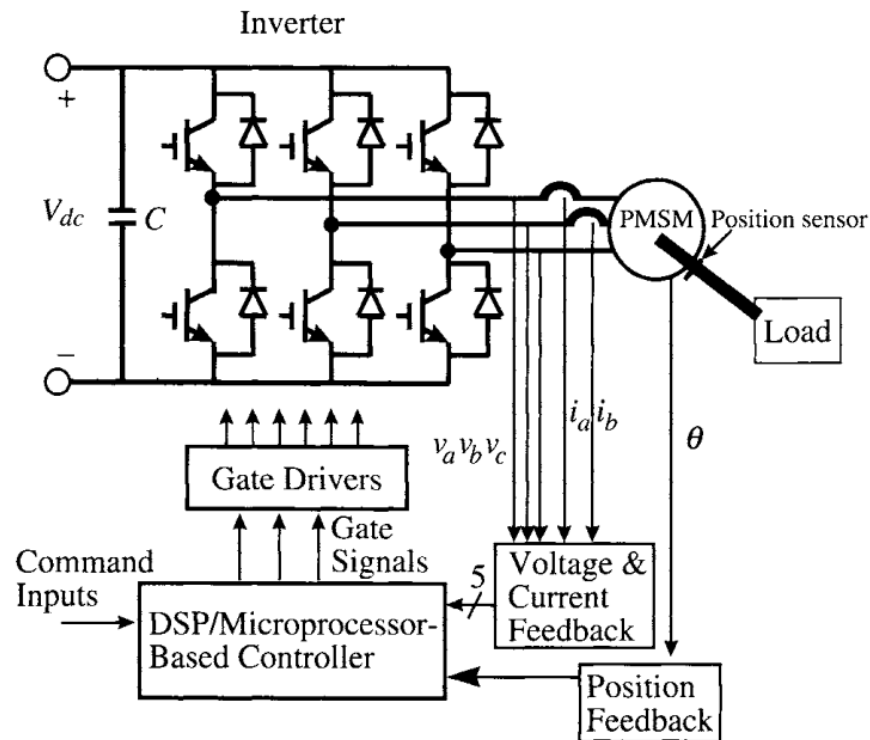 Inverter
+
V_dc
C
−
PMSM
Position sensor
Load
v_a v_b v_c
i_a i_b
θ
Gate Drivers
Gate
Signals
Command
Inputs
DSP/Microprocessor-
Based Controller
5
Voltage &
Current
Feedback
Position
Feedback